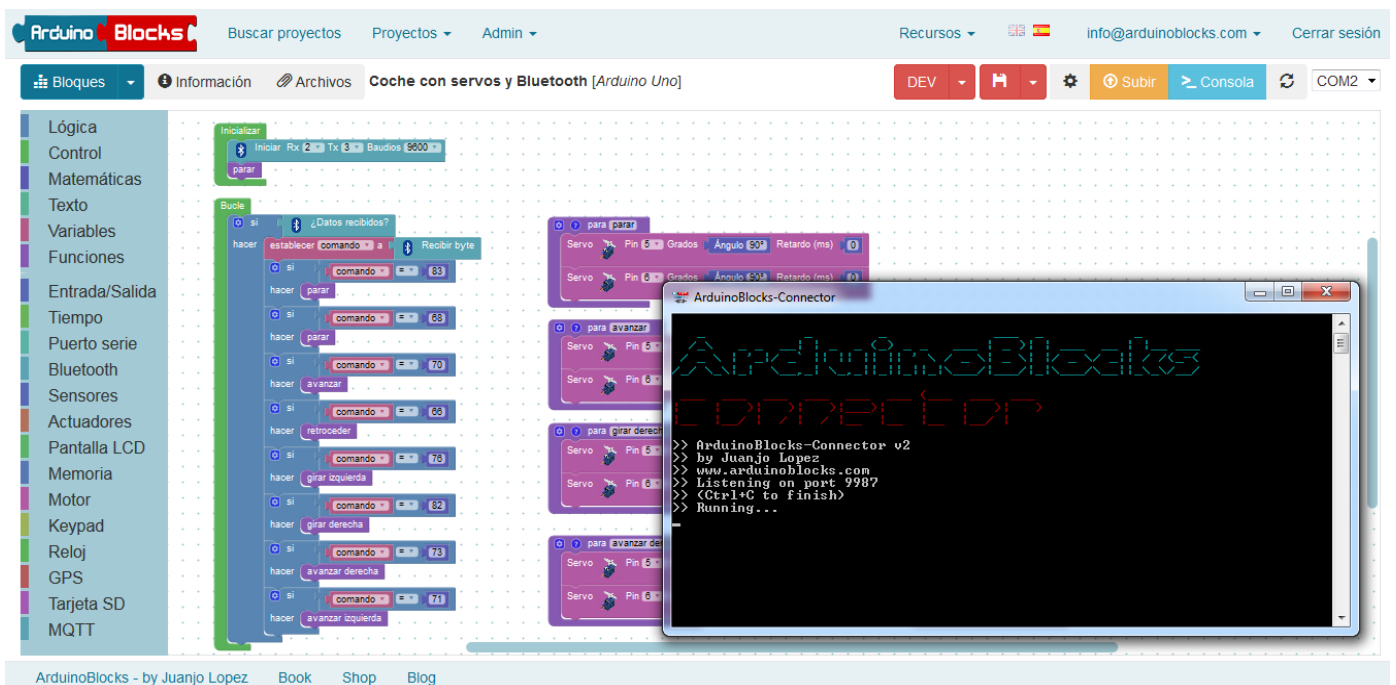 Arduino Blocks Buscar proyectos Proyectos Admin Recursos info@arduinoblocks.com Cerrar sesión
Bloques Información Archivos Coche con servos y Bluetooth [Arduino Uno] DEV Subir >_ Consola COM2
Lógica
Control
Matemáticas
Texto
Variables
Funciones
Entrada/Salida
Tiempo
Puerto serie
Bluetooth
Sensores
Actuadores
Pantalla LCD
Memoria
Motor
Keypad
Reloj
GPS
Tarjeta SD
MQTT
Inicializar
Iniciar Rx 2 Tx 3 Baudios 9600
parar
Bucle
si ¿Datos recibidos?
hacer establecer comando a Recibir byte
si comando = 83
hacer parar
si comando = 68
hacer parar
si comando = 70
hacer avanzar
si comando = 66
hacer retroceder
si comando = 76
hacer girar izquierda
si comando = 82
hacer girar derecha
si comando = 73
hacer avanzar derecha
si comando = 71
hacer avanzar izquierda
para parar
Servo Pin 5 Grados Ángulo 90° Retardo (ms) 0
Servo Pin 6 Grados Ángulo 90° Retardo (ms) 0
para avanzar
Servo Pin 5
Servo Pin 6
para girar derech
Servo Pin 5
Servo Pin 6
para avanzar der
Servo Pin 5
Servo Pin 6
ArduinoBlocks-Connector
ArduinoBlocks
connector
>> ArduinoBlocks-Connector v2
>> by Juanjo Lopez
>> www.arduinoblocks.com
>> Listening on port 9987
>> (Ctrl+C to finish)
>> Running...
ArduinoBlocks - by Juanjo Lopez Book Shop Blog